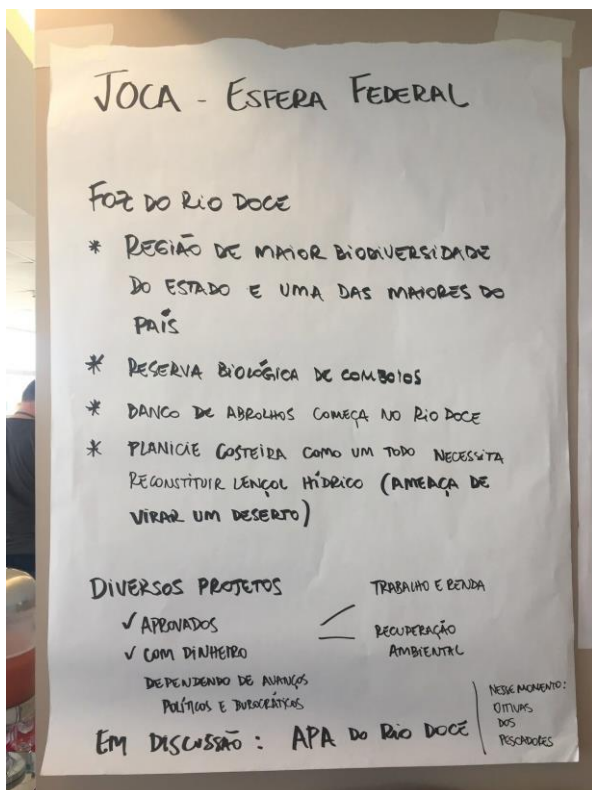 JOCA - ESFERA FEDERAL
FOZ DO RIO DOCE
* REGIÃO DE MAIOR BIODIVERSIDADE
DO ESTADO E UMA DAS MAIORES DO
PAÍS
* RESERVA BIOLÓGICA DE COMBOIOS
* BANCO DE ABROLHOS COMEÇA NO RIO DOCE
* PLANICIE COSTEIRA COMO UM TODO NECESSITA
RECONSTITUIR LENÇOL HÍDRICO (AMEAÇA DE
VIRAR UM DESERTO)
DIVERSOS PROJETOS
✓ APROVADOS
✓ COM DINHEIRO
DEPENDENDO DE AVANÇOS
POLÍTICOS E BUROCRÁTICOS
TRABALHO E RENDA
RECUPERAÇÃO
AMBIENTAL
EM DISCUSSÃO: APA DO RIO DOCE
NESSE MOMENTO:
OITIVAS
DOS
PESCADORES